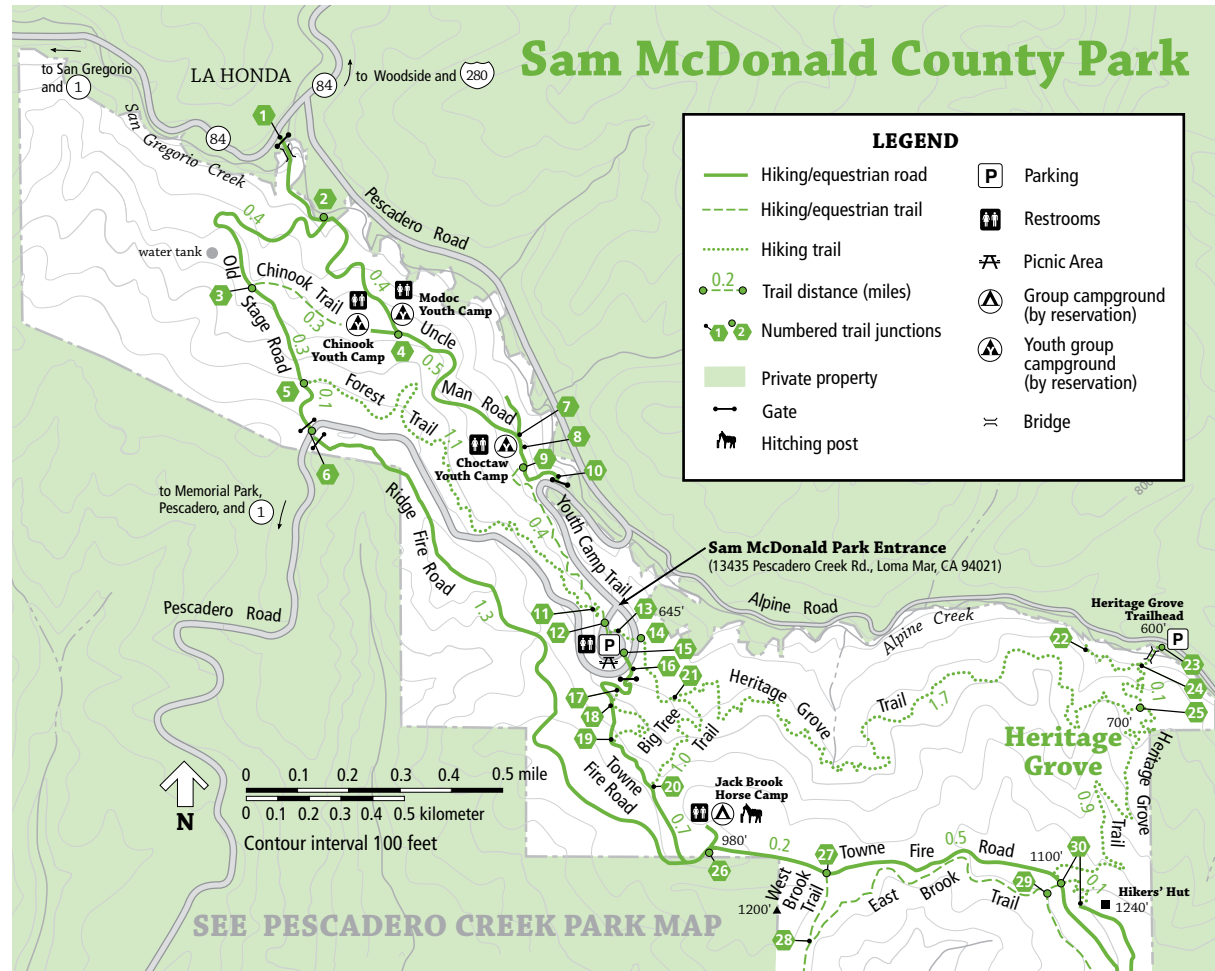 Sam McDonald County Park
to San Gregorio
and 1
LA HONDA
84
to Woodside and 280
84
San Gregorio Creek
1
2
Pescadero Road
0.4
water tank
Old Stage Road
Chinook Trail
0.3
0.4
Modoc
Youth Camp
3
Chinook
Youth Camp
4
Uncle Man Road
0.5
0.3
5
0.1
Forest Trail
1.1
7
8
9
10
Choctaw
Youth Camp
6
to Memorial Park,
Pescadero, and 1
Ridge Fire Road
1.3
0.4
Youth Camp Trail
LEGEND
Hiking/equestrian road
Hiking/equestrian trail
Hiking trail
0.2
Trail distance (miles)
1 2
Numbered trail junctions
Private property
Gate
Hitching post
P
Parking
Restrooms
Picnic Area
Group campground
(by reservation)
Youth group
campground
(by reservation)
Bridge
800
Sam McDonald Park Entrance
(13435 Pescadero Creek Rd., Loma Mar, CA 94021)
Pescadero Road
Alpine Road
Alpine Creek
Heritage Grove
Trailhead
600'
P
11
12
13
645'
14
P
15
16
17
18
19
20
21
22
23
24
0.1
25
700'
Heritage Grove Trail
1.7
Heritage
Grove
Big Tree Trail
1.0
Towne Fire Road
0.7
Heritage Grove Trail
0.9
Jack Brook
Horse Camp
980'
26
0.2
27
Towne Fire Road
0.5
1100'
30
0.1
Hikers' Hut
1240'
29
West Brook Trail
1200'
East Brook Trail
28
N
0 0.1 0.2 0.3 0.4 0.5 mile
0 0.1 0.2 0.3 0.4 0.5 kilometer
Contour interval 100 feet
SEE PESCADERO CREEK PARK MAP